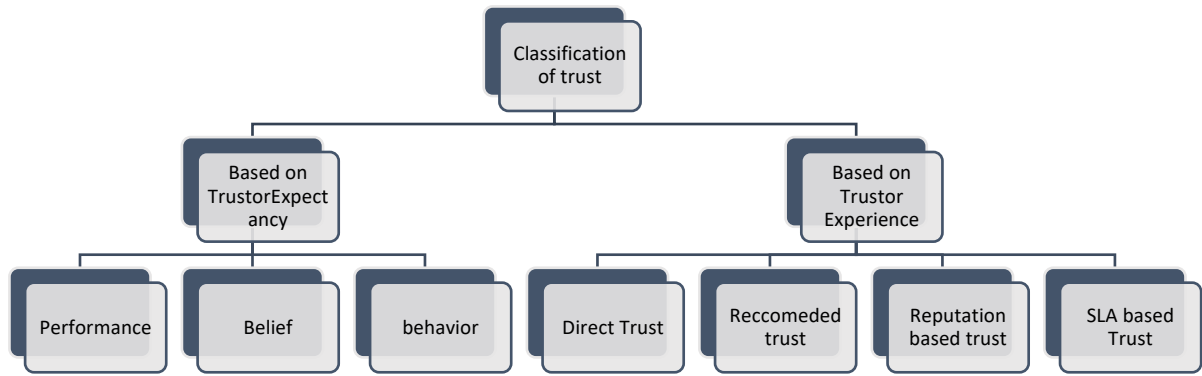 Classification
of trust
Based on
TrustorExpect
ancy
Based on
Trustor
Experience
Performance
Belief
behavior
Direct Trust
Reccomeded
trust
Reputation
based trust
SLA based
Trust